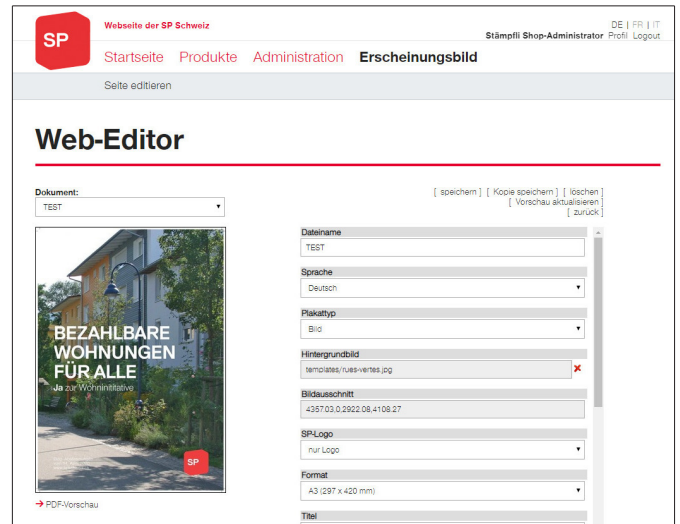 SP
Webseite der SP Schweiz
DE | FR | IT
Stämpfli Shop-Administrator Profil Logout
Startseite Produkte Administration Erscheinungsbild
Seite editieren
Web-Editor
Dokument:
TEST
[ speichern ] [ Kopie speichern ] [ löschen ]
[ Vorschau aktualisieren ]
[ zurück ]
BEZAHLBARE
WOHNUNGEN
FÜR ALLE
Ja zur Wohninititative
SP
PDF-Vorschau
Dateiname
TEST
Sprache
Deutsch
Plakattyp
Bild
Hintergrundbild
templates/rues-vertes.jpg
Bildausschnitt
4357.03,0,2922.08,4108.27
SP-Logo
nur Logo
Format
A3 (297 x 420 mm)
Titel